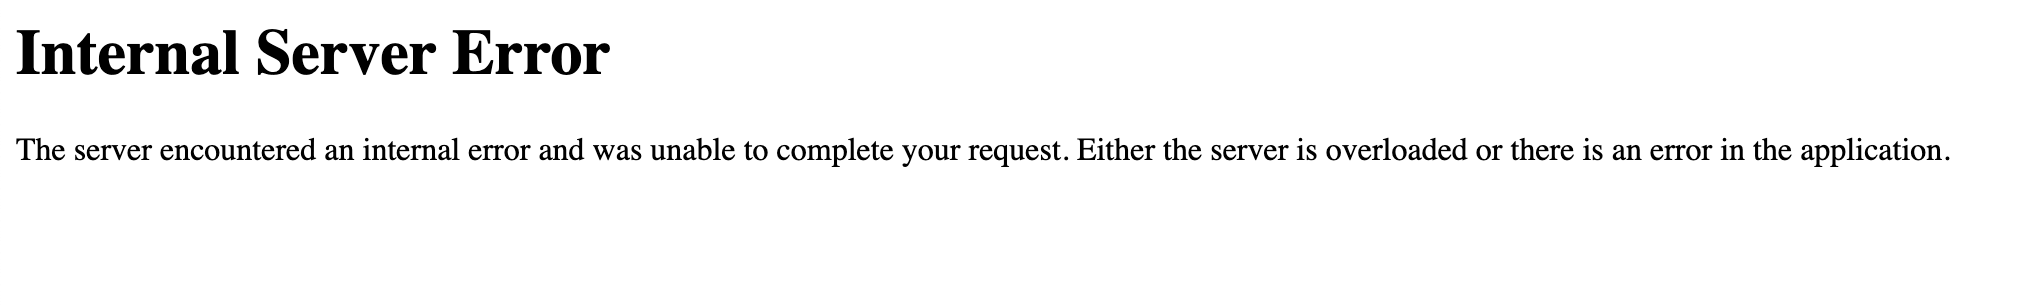 Internal Server Error
The server encountered an internal error and was unable to complete your request. Either the server is overloaded or there is an error in the application.